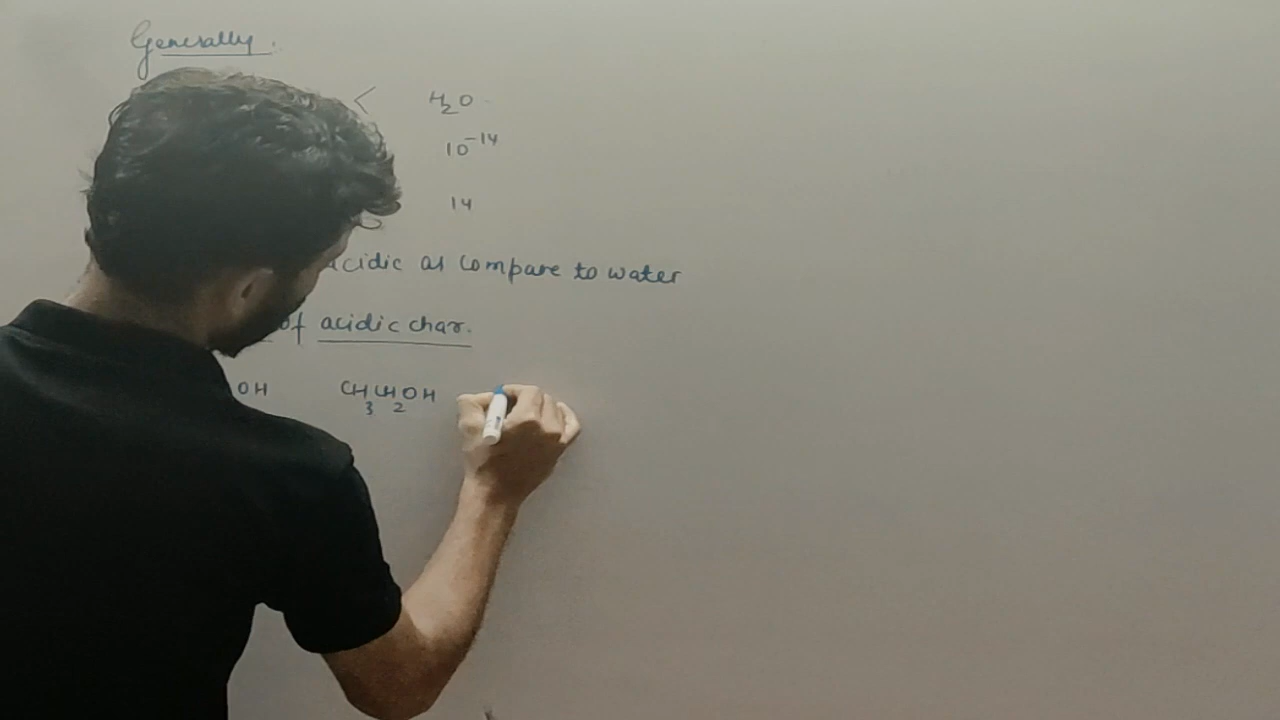 Generally.
< H₂O
10⁻¹⁴
14
acidic as compare to water
of acidic char.
OH CH₃CH₂OH